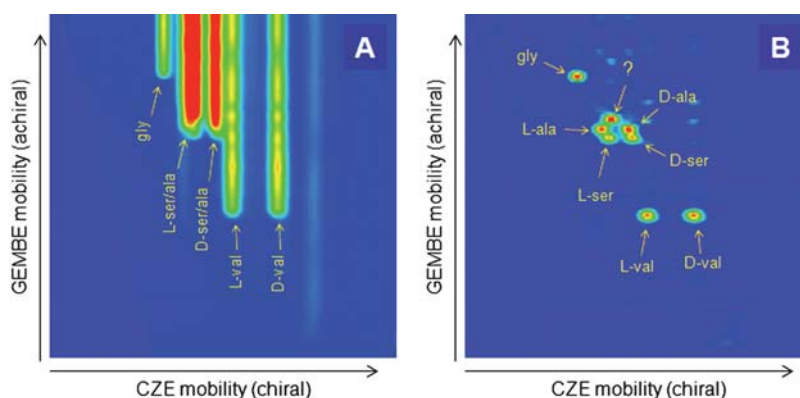 A
gly
L-ser/ala
D-ser/ala
L-val
D-val
GEMBE mobility (achiral)
CZE mobility (chiral)
B
gly
?
D-ala
L-ala
D-ser
L-ser
L-val
D-val
GEMBE mobility (achiral)
CZE mobility (chiral)